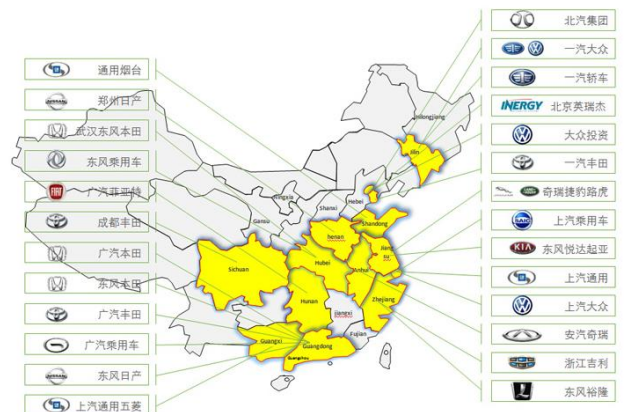 通用烟台
郑州日产
武汉东风本田
东风乘用车
FIAT
广汽菲亚特
成都丰田
广汽本田
东风本田
广汽丰田
广汽乘用车
东风日产
上汽通用五菱
北汽集团
一汽大众
一汽轿车
INERGY 北京英瑞杰
大众投资
一汽丰田
奇瑞捷豹路虎
上汽乘用车
KIA 东风悦达起亚
上汽通用
上汽大众
安汽奇瑞
浙江吉利
东风裕隆
Heilongjiang
Jilin
Hebei
Ningxia
Shanxi
Gansu
Shandong
henan
Jiang
su
Sichuan
Hubei
Anhui
Hunan
Zhejiang
jiangxi
Fujian
Guangxi
Guangdong
Guangzhou